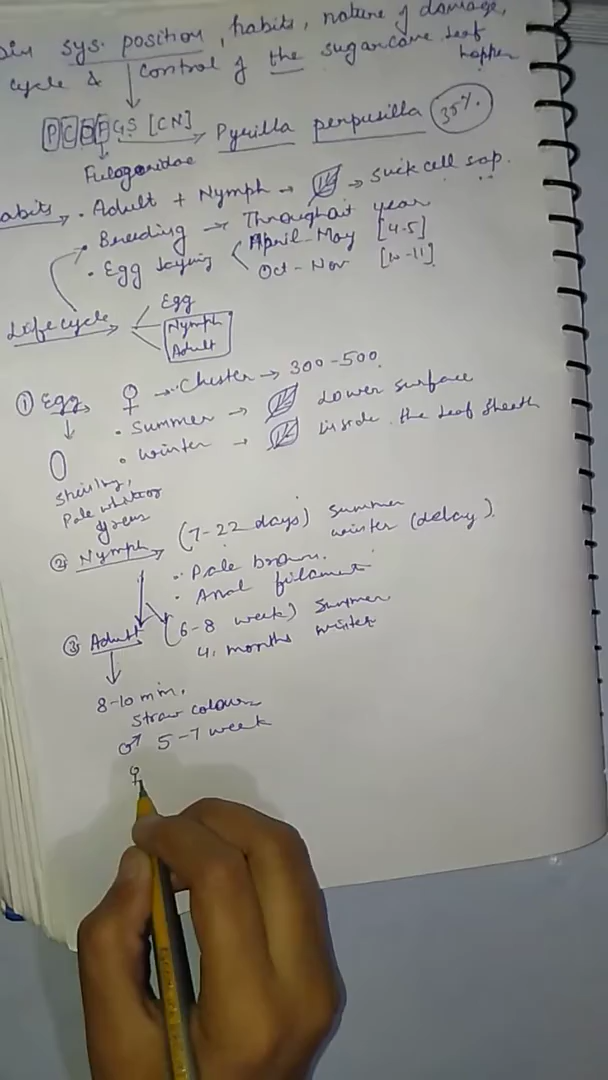 sys. position, habits, nature of damage,
cycle & control of the sugarcane leaf
hopper
PCOFGS [CN] → Pyrilla perpusilla 35%
Fulgoridae
abits → • Adult + Nymph → → suck cell sap.
• Breeding → Throughout year
• Egg laying < April-May [4-5]
Oct-Nov [10-11]
Lifecycle → Egg
Nymph
Adult
① Egg → ♀ → • Cluster → 300-500.
• Summer → Lower surface
• winter → inside the leaf sheath
Pale
green
② Nymph → (7-22 days) summer
winter (delay)
• Pale brown.
• Anal filament
③ Adult (6-8 week) summer
4. months winter
8-10 mm.
straw colour
♂ 5-7 week
♀